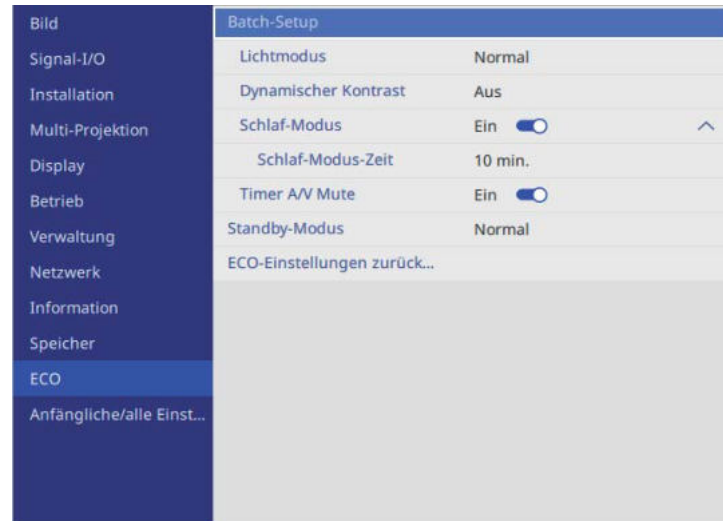 Bild
Signal-I/O
Installation
Multi-Projektion
Display
Betrieb
Verwaltung
Netzwerk
Information
Speicher
ECO
Anfängliche/alle Einst...
Batch-Setup
Lichtmodus Normal
Dynamischer Kontrast Aus
Schlaf-Modus Ein
Schlaf-Modus-Zeit 10 min.
Timer A/V Mute Ein
Standby-Modus Normal
ECO-Einstellungen zurück...